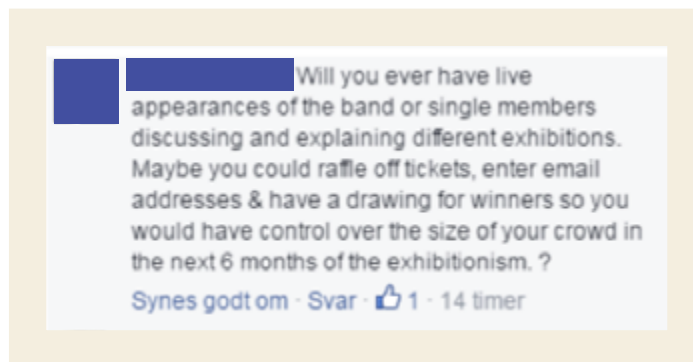 Will you ever have live
appearances of the band or single members
discussing and explaining different exhibitions.
Maybe you could raffle off tickets, enter email
addresses & have a drawing for winners so you
would have control over the size of your crowd in
the next 6 months of the exhibitionism. ?
Synes godt om · Svar · 1 · 14 timer